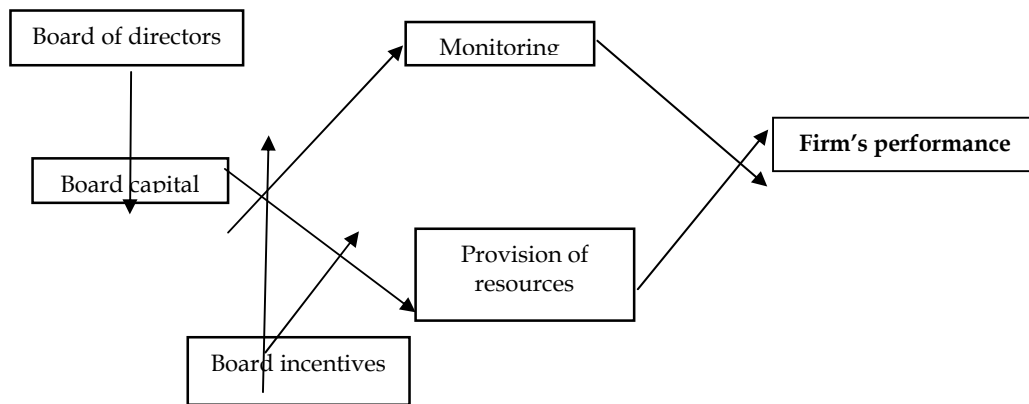 Board of directors
Monitoring
Firm’s performance
Board capital
Provision of
resources
Board incentives